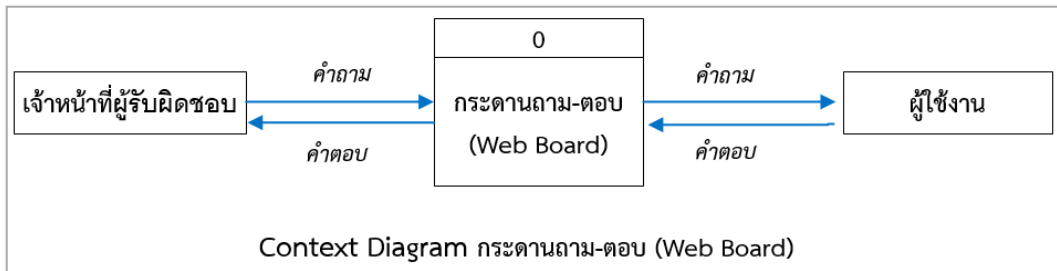 0
คำถาม
คำถาม
เจ้าหน้าที่ผู้รับผิดชอบ
กระดานถาม-ตอบ
(Web Board)
ผู้ใช้งาน
คำตอบ
คำตอบ
Context Diagram กระดานถาม-ตอบ (Web Board)